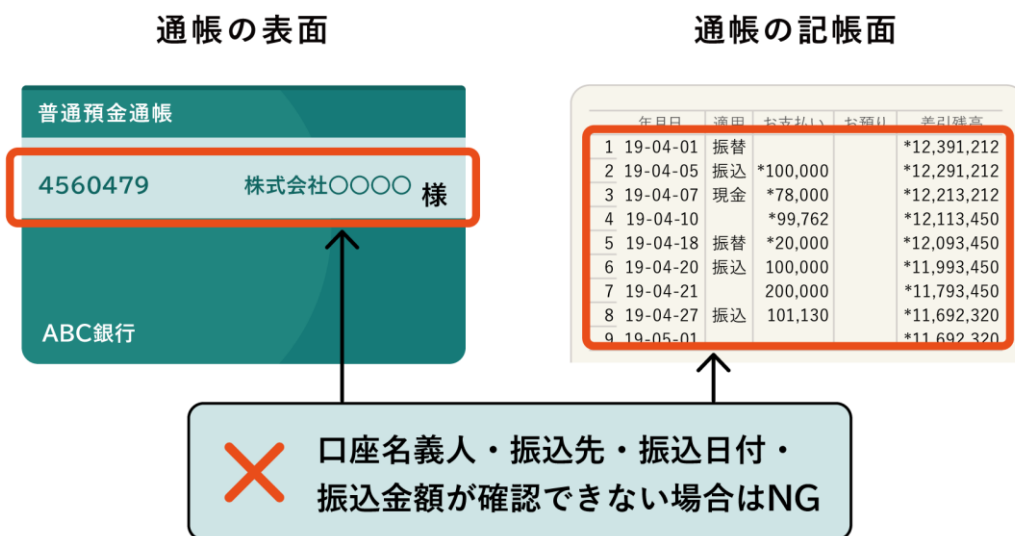 通帳の表面
普通預金通帳
4560479 株式会社○○○○ 様
ABC銀行
通帳の記帳面
年月日 適用 お支払い お預り 差引残高
1 19-04-01 振替 *12,391,212
2 19-04-05 振込 *100,000 *12,291,212
3 19-04-07 現金 *78,000 *12,213,212
4 19-04-10 *99,762 *12,113,450
5 19-04-18 振替 *20,000 *12,093,450
6 19-04-20 振込 100,000 *11,993,450
7 19-04-21 200,000 *11,793,450
8 19-04-27 振込 101,130 *11,692,320
9 19-05-01 *11,692,320
口座名義人・振込先・振込日付・
振込金額が確認できない場合はNG